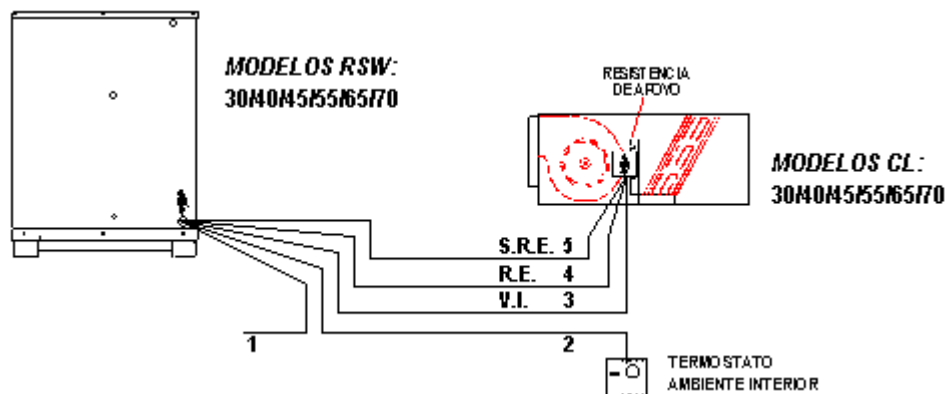 MODELOS RSW:
30/40/45/55/65/70
RESISTENCIA
DE APOYO
MODELOS CL:
30/40/45/55/65/70
S.R.E. 5
R.E. 4
V.I. 3
1
2
TERMOSTATO
AMBIENTE INTERIOR